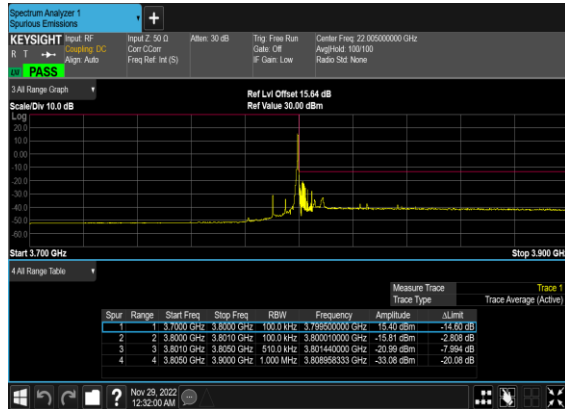 Spectrum Analyzer 1
Spurious Emissions
+
KEYSIGHT Input: RF Input Z: 50 Ω Atten: 30 dB Trig: Free Run Center Freq: 22.005000000 GHz
R T Coupling: DC Corr CCorr Gate: Off Avg|Hold: 100/100
Align: Auto Freq Ref: Int (S) IF Gain: Low Radio Std: None
PASS
3 All Range Graph
Ref Lvl Offset 15.64 dB
Scale/Div 10.0 dB Ref Value 30.00 dBm
Log
20.0
10.0
0.00
-10.0
-20.0
-30.0
-40.0
-50.0
-60.0
Start 3.700 GHz Stop 3.900 GH
4 All Range Table
Measure Trace Trace 1
Trace Type Trace Average (Active)
Spur Range Start Freq Stop Freq RBW Frequency Amplitude ΔLimit
1 1 3.7000 GHz 3.8000 GHz 100.0 kHz 3.799500000 GHz 15.40 dBm -14.60 dB
2 2 3.8000 GHz 3.8010 GHz 100.0 kHz 3.800010000 GHz -15.81 dBm -2.808 dB
3 3 3.8010 GHz 3.8050 GHz 510.0 kHz 3.801440000 GHz -20.99 dBm -7.994 dB
4 4 3.8050 GHz 3.9000 GHz 1.000 MHz 3.808958333 GHz -33.08 dBm -20.08 dB
? Nov 29, 2022
12:32:00 AM